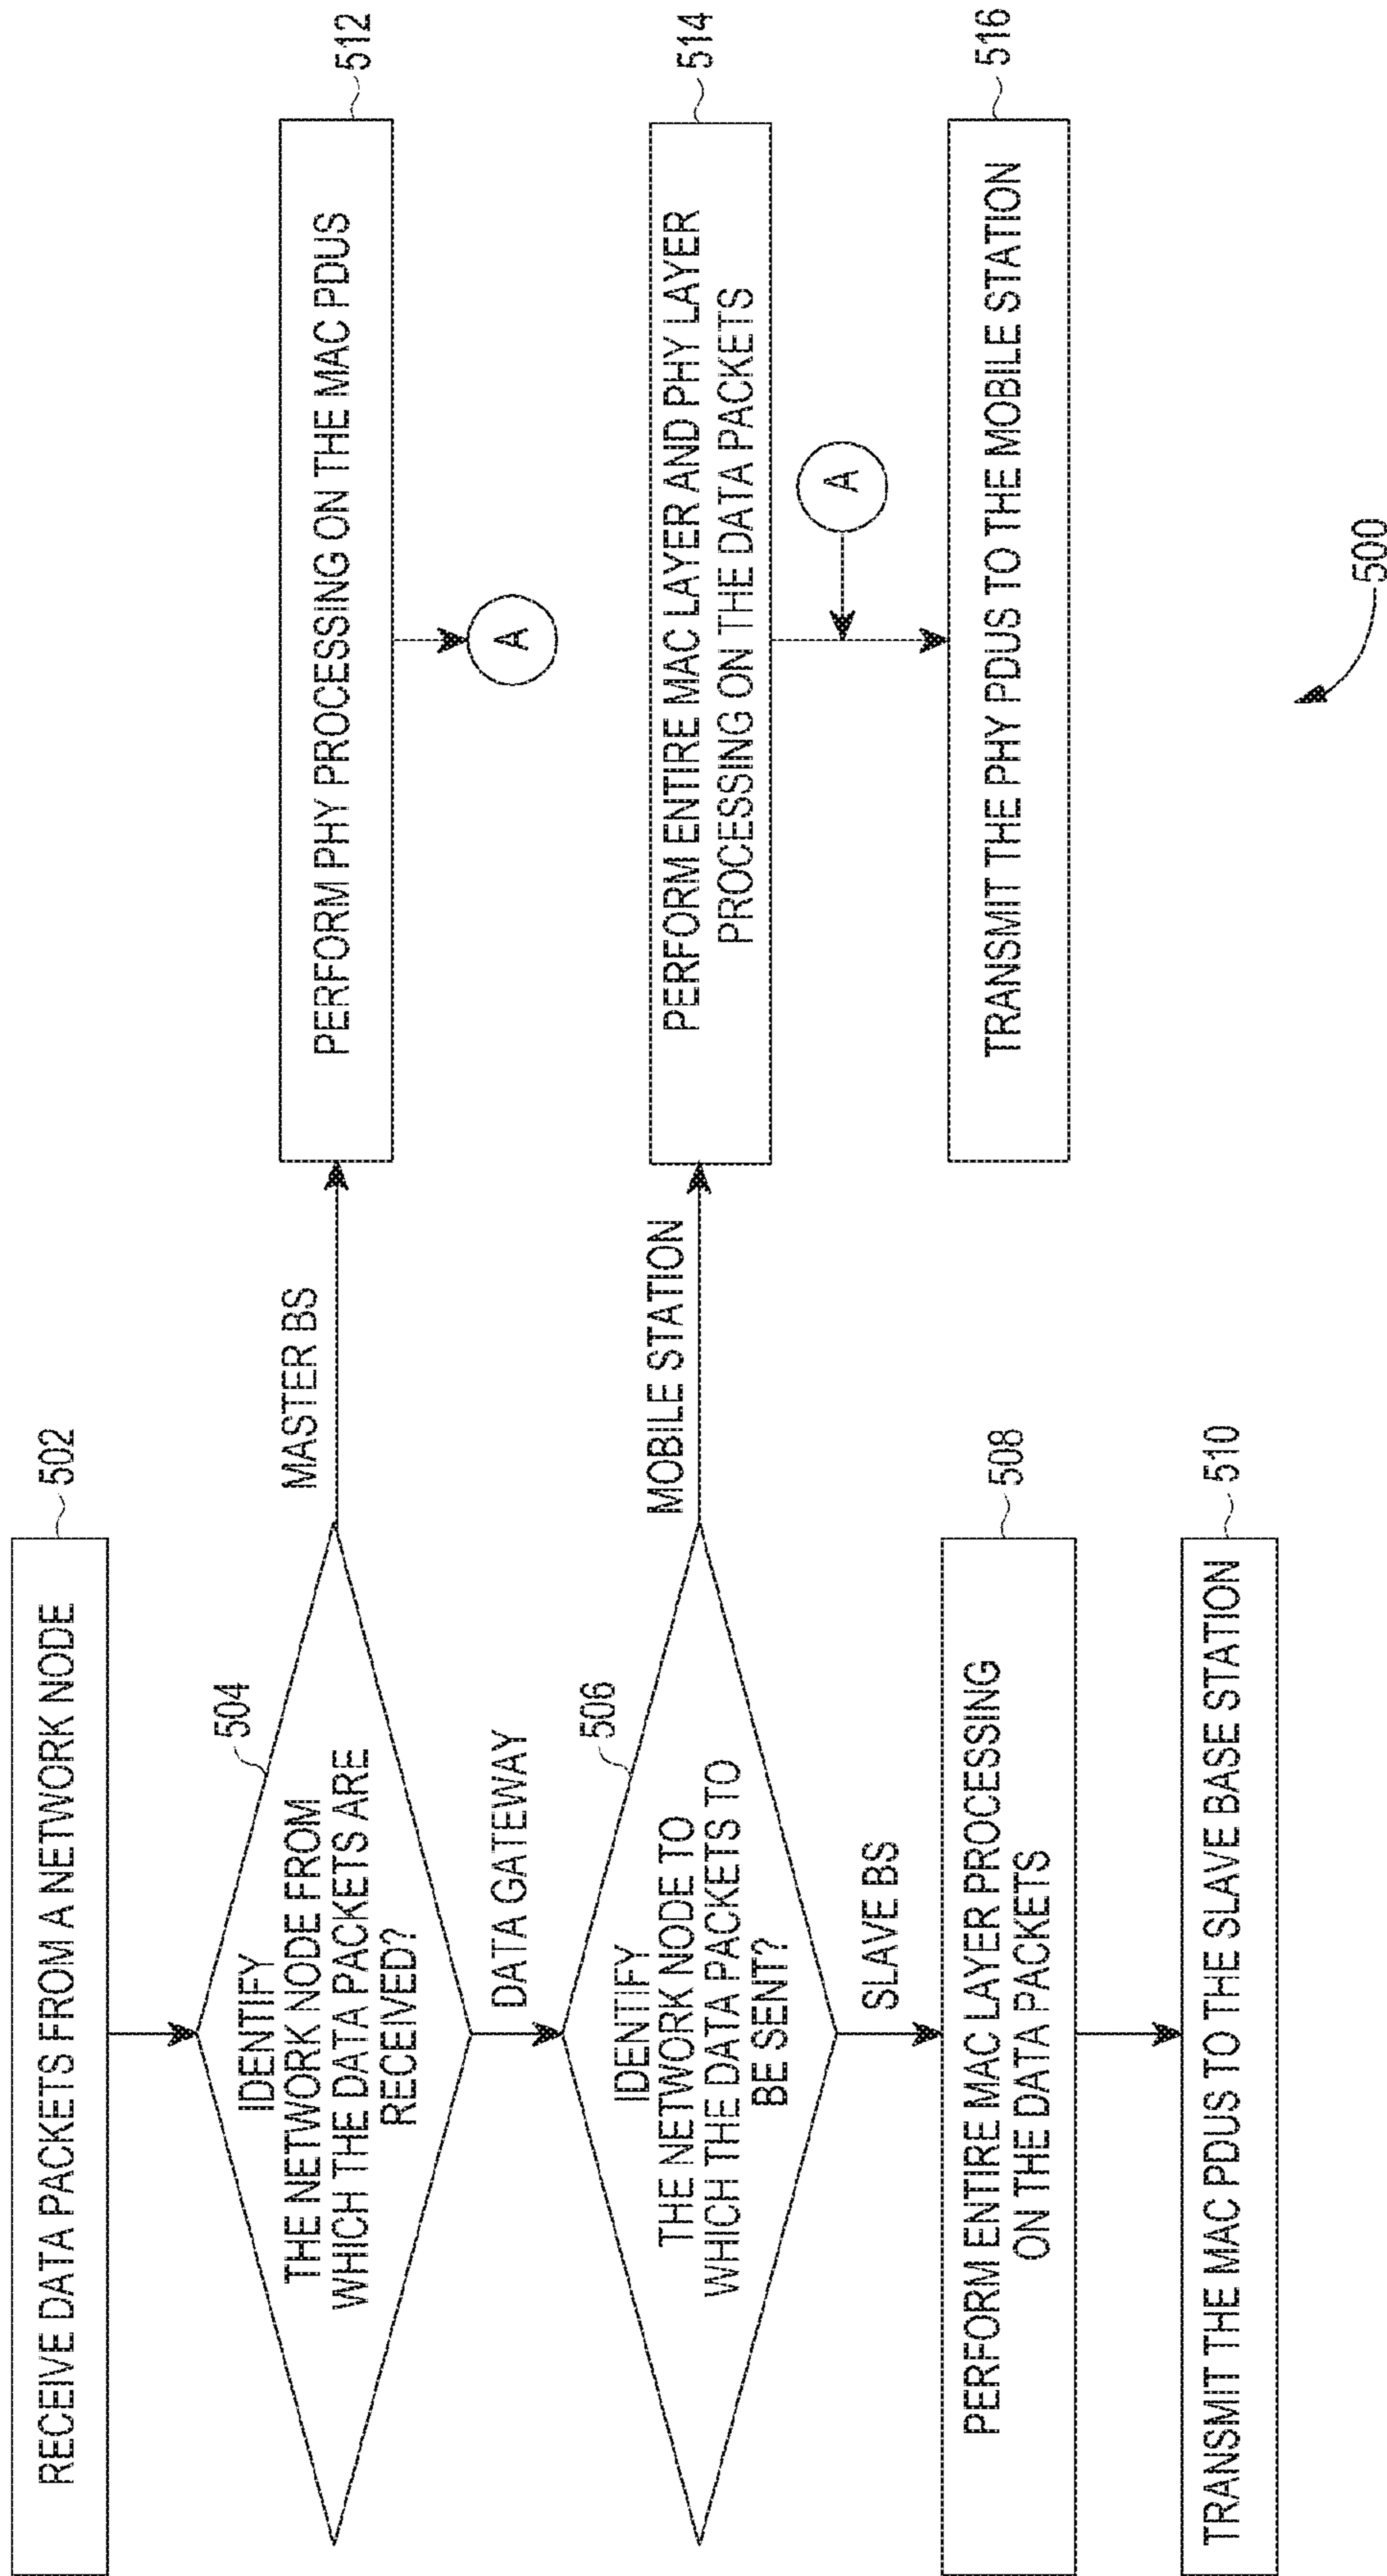 RECEIVE DATA PACKETS FROM A NETWORK NODE
502
IDENTIFY
THE NETWORK NODE FROM
WHICH THE DATA PACKETS ARE
RECEIVED?
504
MASTER BS
PERFORM PHY PROCESSING ON THE MAC PDUS
512
A
DATA GATEWAY
IDENTIFY
THE NETWORK NODE TO
WHICH THE DATA PACKETS TO
BE SENT?
506
MOBILE STATION
PERFORM ENTIRE MAC LAYER AND PHY LAYER
PROCESSING ON THE DATA PACKETS
514
A
SLAVE BS
PERFORM ENTIRE MAC LAYER PROCESSING
ON THE DATA PACKETS
508
TRANSMIT THE PHY PDUS TO THE MOBILE STATION
516
TRANSMIT THE MAC PDUS TO THE SLAVE BASE STATION
510
500